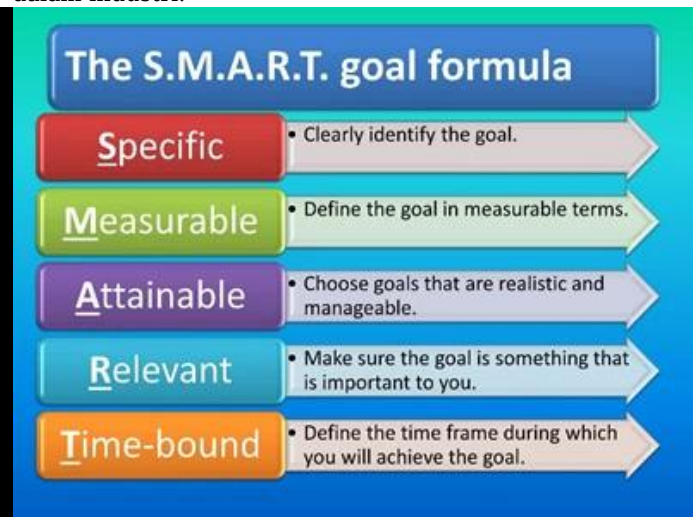 dalam industri.
The S.M.A.R.T. goal formula
Specific
• Clearly identify the goal.
Measurable
• Define the goal in measurable terms.
Attainable
• Choose goals that are realistic and
manageable.
Relevant
• Make sure the goal is something that
is important to you.
Time-bound
• Define the time frame during which
you will achieve the goal.